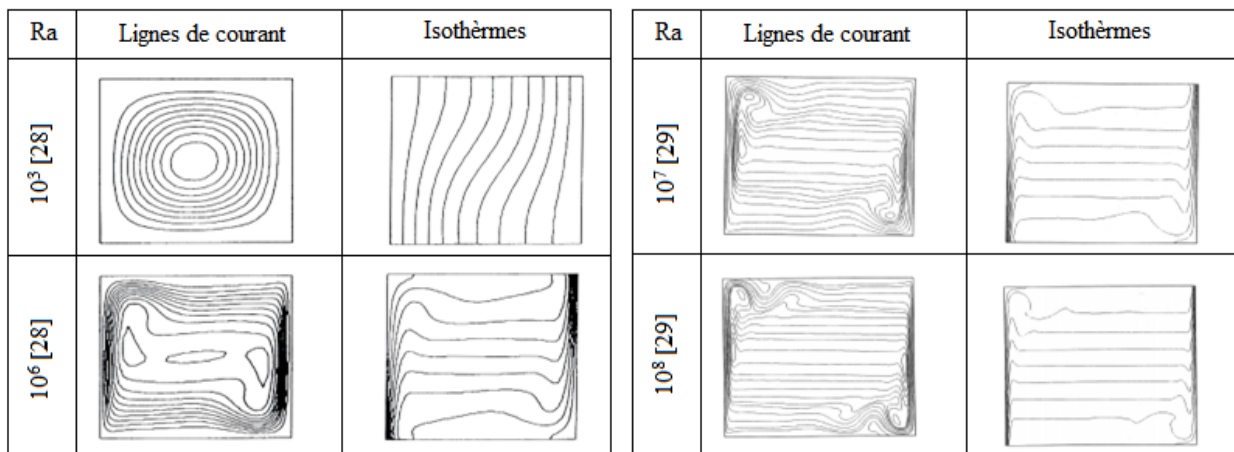 Ra Lignes de courant Isothèrmes
10³ [28]
10⁶ [28]
Ra Lignes de courant Isothèrmes
10⁷ [29]
10⁸ [29]